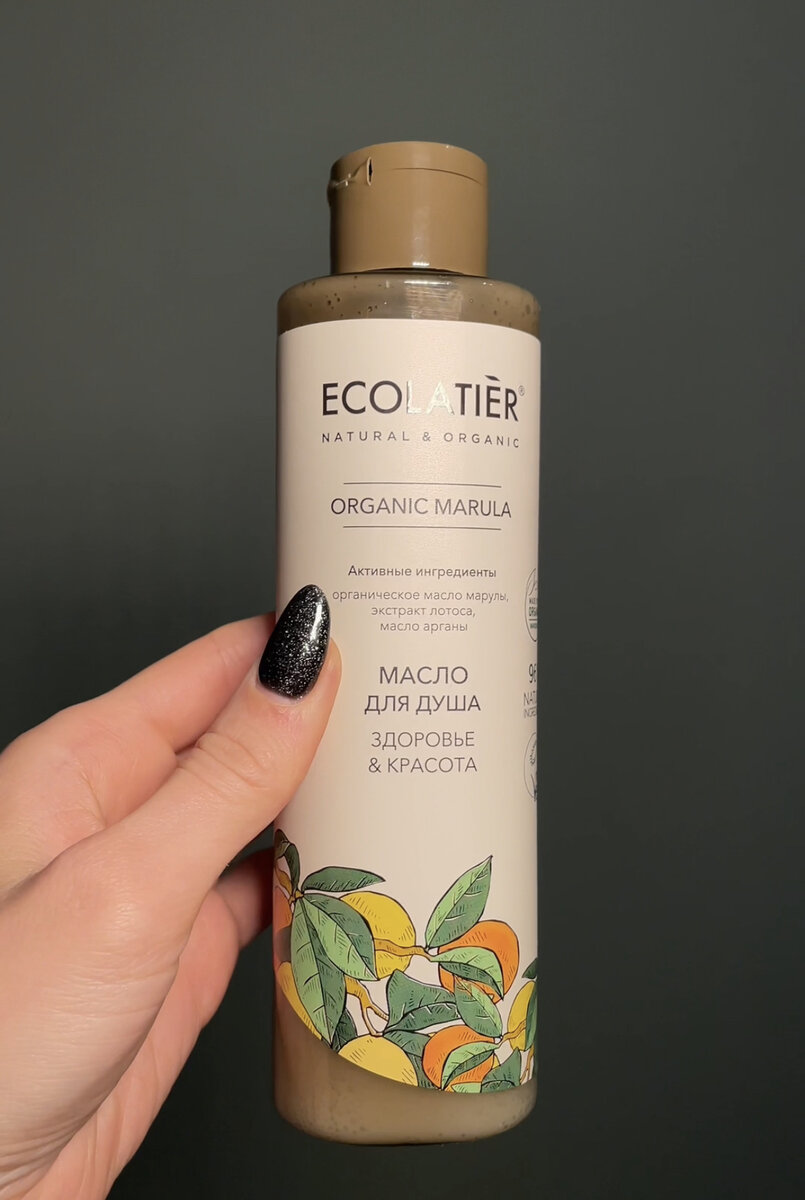 ECOLATIÈR®
NATURAL & ORGANIC
ORGANIC MARULA
Активные ингредиенты
органическое масло марулы,
экстракт лотоса,
масло арганы
МАСЛО
ДЛЯ ДУША
ЗДОРОВЬЕ
& КРАСОТА